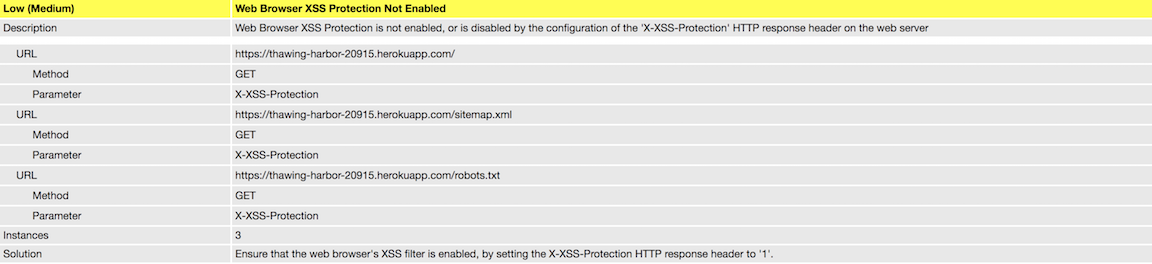 Low (Medium) Web Browser XSS Protection Not Enabled
Description Web Browser XSS Protection is not enabled, or is disabled by the configuration of the 'X-XSS-Protection' HTTP response header on the web server
URL https://thawing-harbor-20915.herokuapp.com/
Method GET
Parameter X-XSS-Protection
URL https://thawing-harbor-20915.herokuapp.com/sitemap.xml
Method GET
Parameter X-XSS-Protection
URL https://thawing-harbor-20915.herokuapp.com/robots.txt
Method GET
Parameter X-XSS-Protection
Instances 3
Solution Ensure that the web browser's XSS filter is enabled, by setting the X-XSS-Protection HTTP response header to '1'.